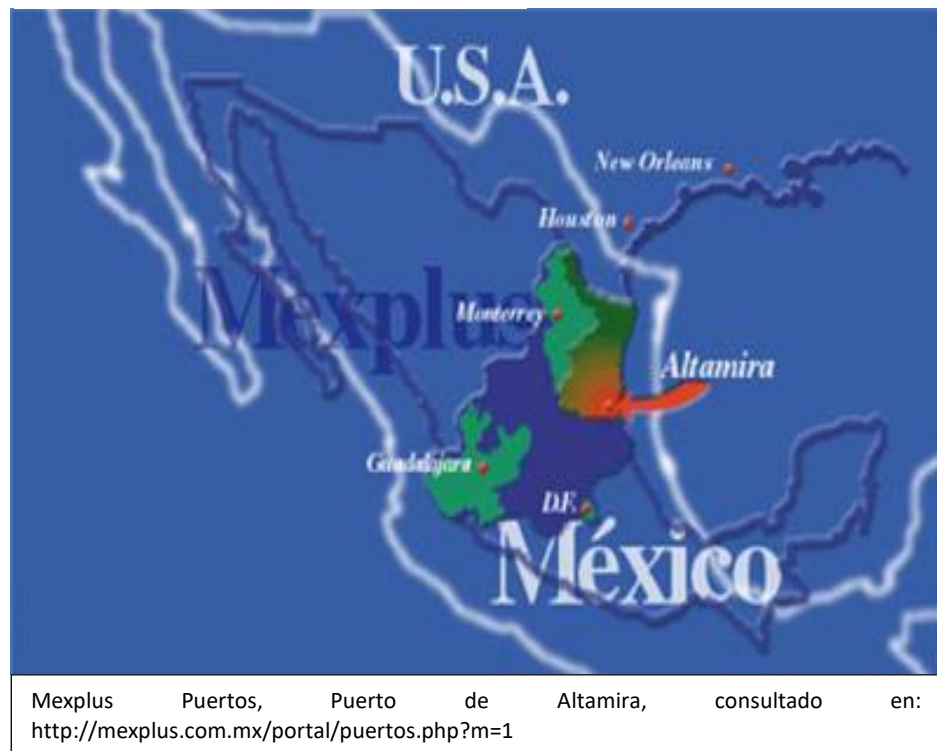 U.S.A.
New Orleans
Houston
Mexplus
Monterrey
Altamira
Guadalajara
D.F.
México
Mexplus Puertos, Puerto de Altamira, consultado en:
http://mexplus.com.mx/portal/puertos.php?m=1